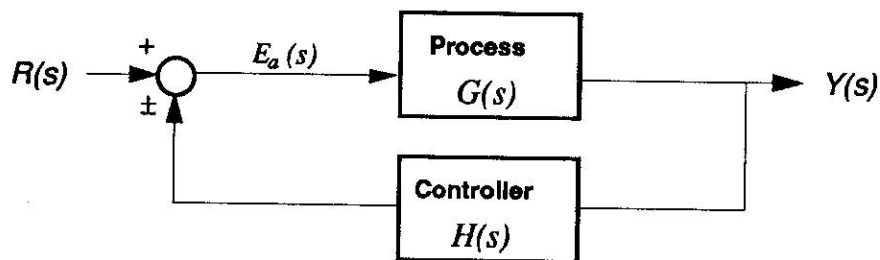 +
R(s)
±
E_a(s)
Process
G(s)
Y(s)
Controller
H(s)